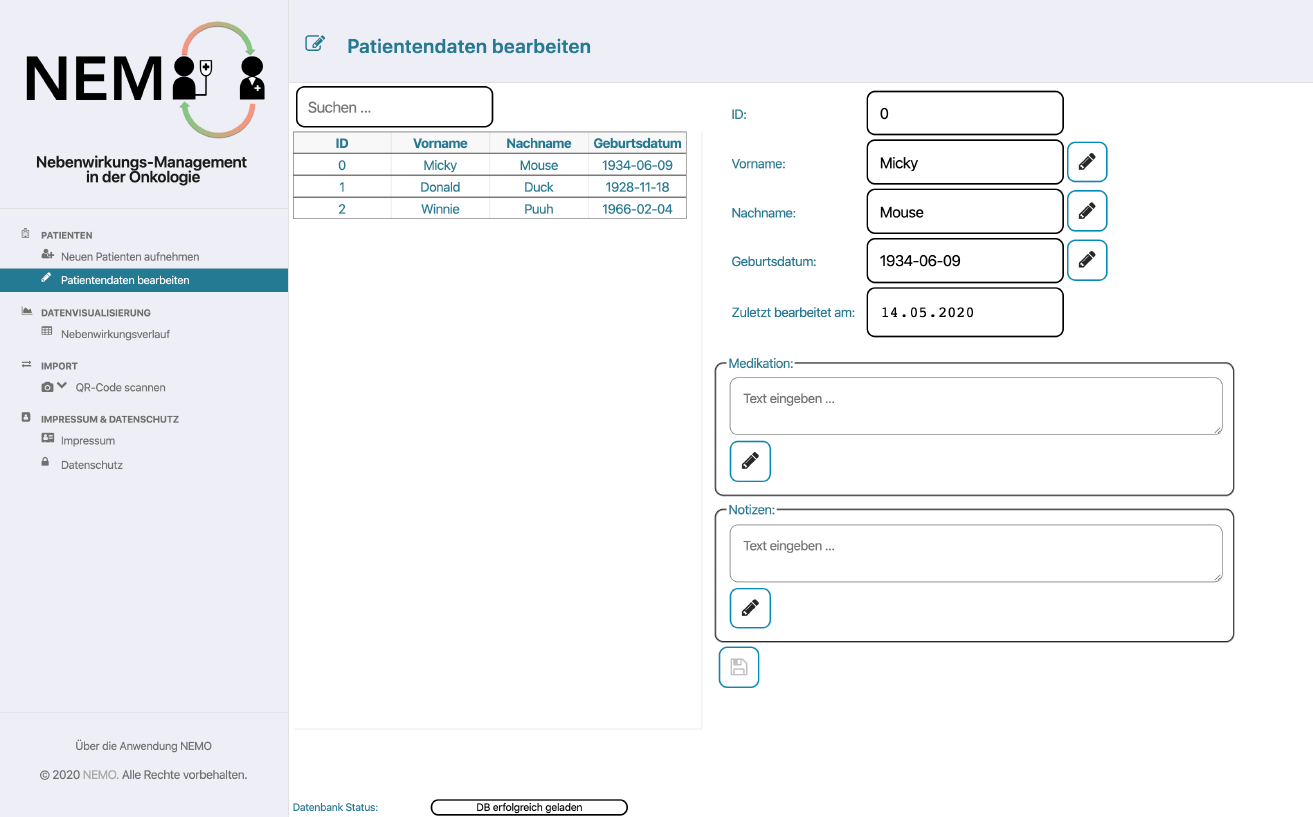 NEMO
Nebenwirkungs-Management
in der Onkologie
PATIENTEN
Neuen Patienten aufnehmen
Patientendaten bearbeiten
DATENVISUALISIERUNG
Nebenwirkungsverlauf
IMPORT
QR-Code scannen
IMPRESSUM & DATENSCHUTZ
Impressum
Datenschutz
Über die Anwendung NEMO
© 2020 NEMO. Alle Rechte vorbehalten.
Patientendaten bearbeiten
Suchen ...
ID Vorname Nachname Geburtsdatum
0 Micky Mouse 1934-06-09
1 Donald Duck 1928-11-18
2 Winnie Puuh 1966-02-04
ID: 0
Vorname: Micky
Nachname: Mouse
Geburtsdatum: 1934-06-09
Zuletzt bearbeitet am: 14.05.2020
Medikation:
Text eingeben ...
Notizen:
Text eingeben ...
Datenbank Status: DB erfolgreich geladen